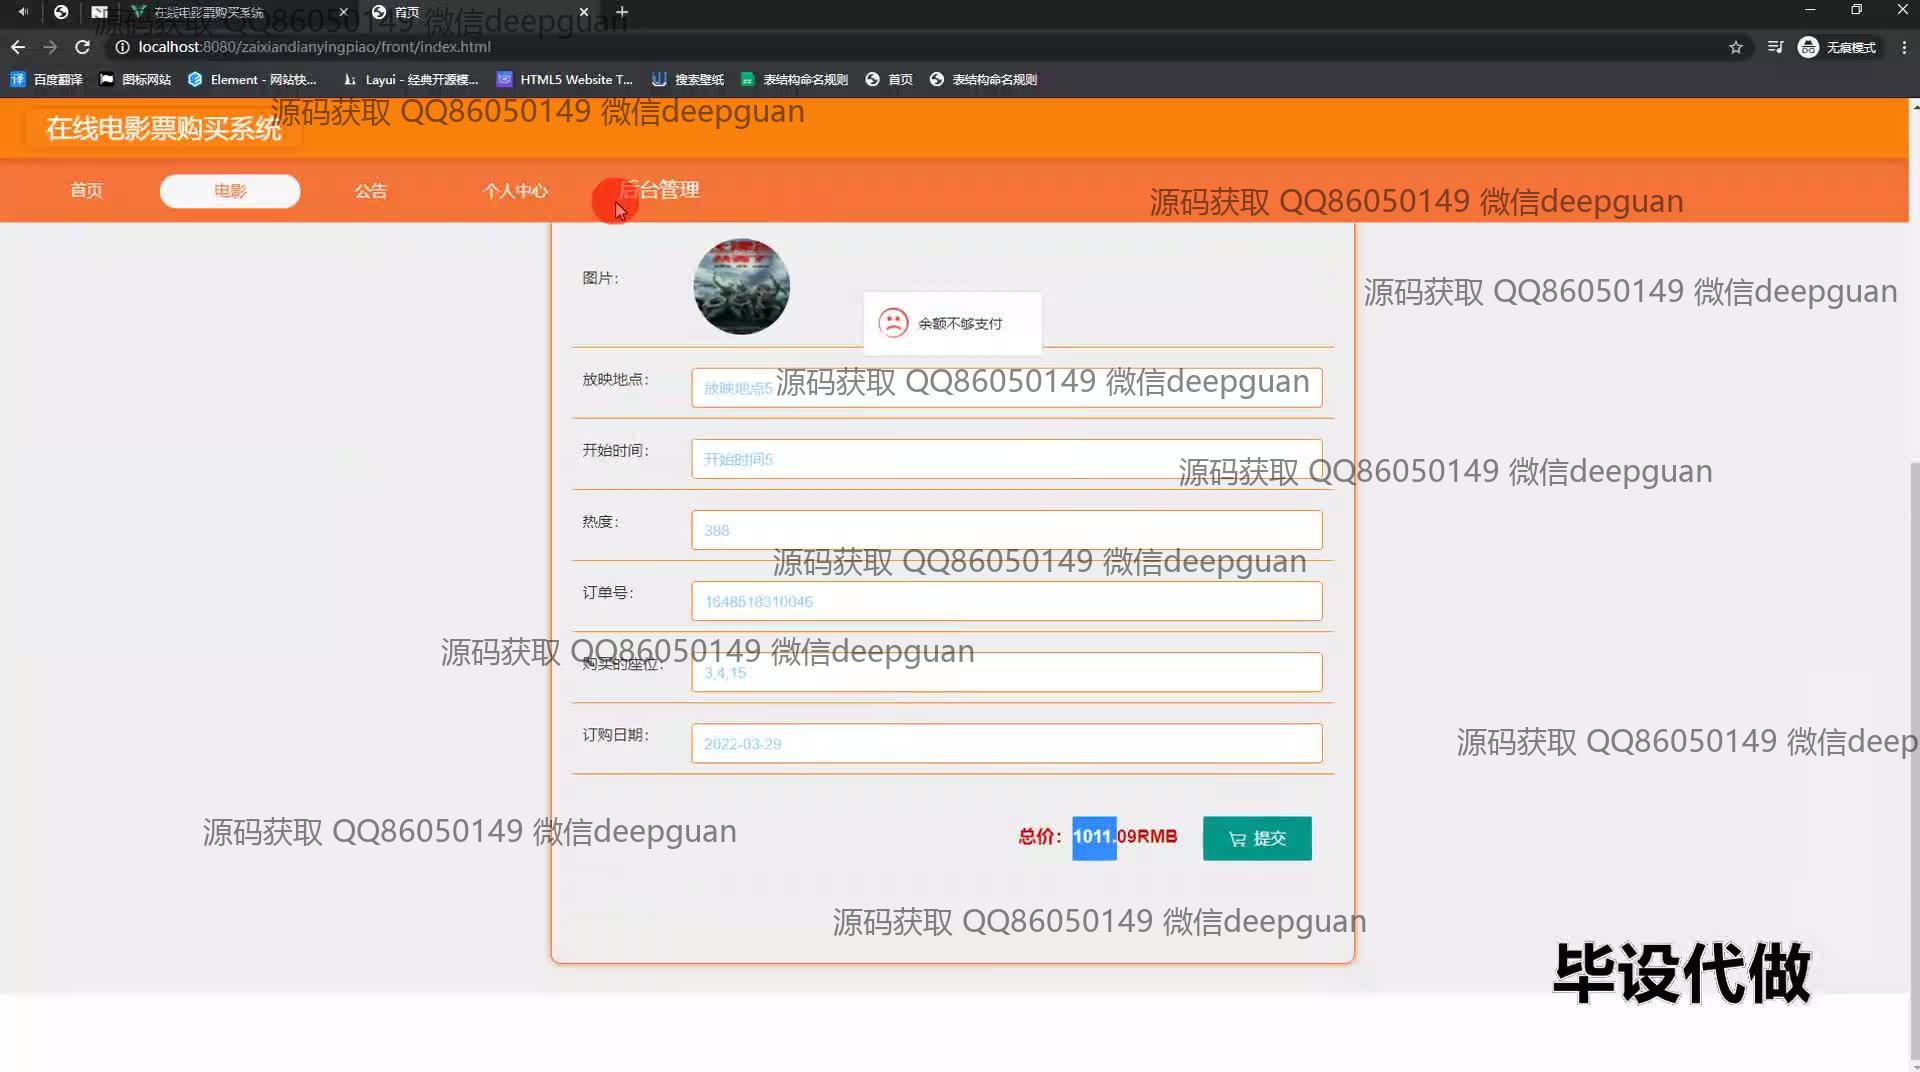 在线电影票购买系统
首页
localhost:8080/zaixiandianyingpiao/front/index.html
无痕模式
百度翻译
图标网站
Element - 网站快...
Layui - 经典开源模...
HTML5 Website T...
搜索壁纸
表结构命名规则
首页
表结构命名规则
源码获取 QQ86050149 微信deepguan
源码获取 QQ86050149 微信deepguan
在线电影票购买系统
首页
电影
公告
个人中心
后台管理
源码获取 QQ86050149 微信deepguan
图片:
源码获取 QQ86050149 微信deepguan
余额不够支付
放映地点:
放映地点5
源码获取 QQ86050149 微信deepguan
开始时间:
开始时间5
源码获取 QQ86050149 微信deepguan
热度:
388
源码获取 QQ86050149 微信deepguan
订单号:
1648518310046
源码获取 QQ86050149 微信deepguan
购买的座位:
3,4,15
订购日期:
2022-03-29
源码获取 QQ86050149 微信deep
源码获取 QQ86050149 微信deepguan
总价: 1011.09RMB
提交
源码获取 QQ86050149 微信deepguan
毕设代做